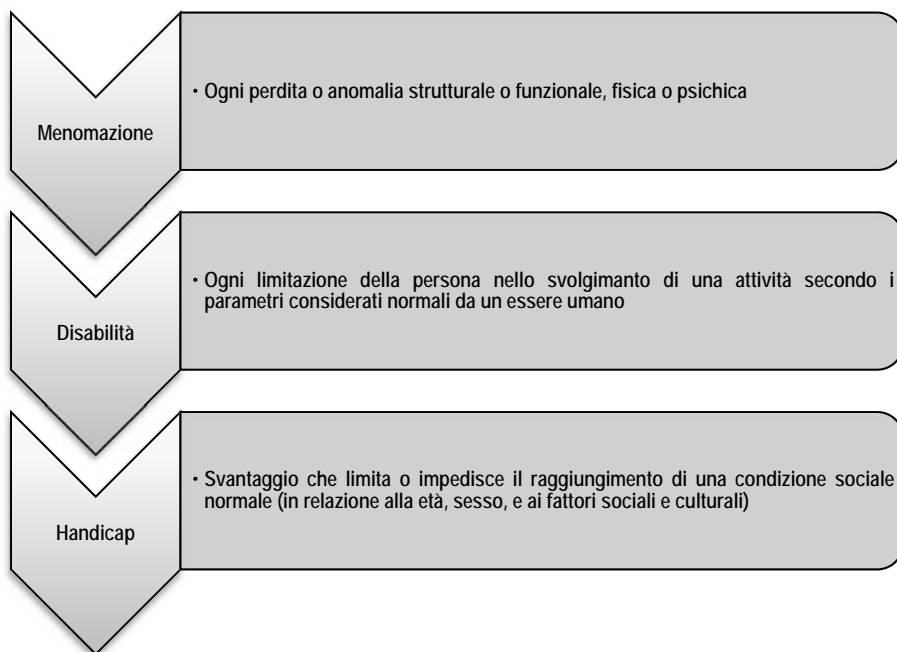 Menomazione
• Ogni perdita o anomalia strutturale o funzionale, fisica o psichica
Disabilità
• Ogni limitazione della persona nello svolgimanto di una attività secondo i
parametri considerati normali da un essere umano
Handicap
• Svantaggio che limita o impedisce il raggiungimento di una condizione sociale
normale (in relazione alla età, sesso, e ai fattori sociali e culturali)